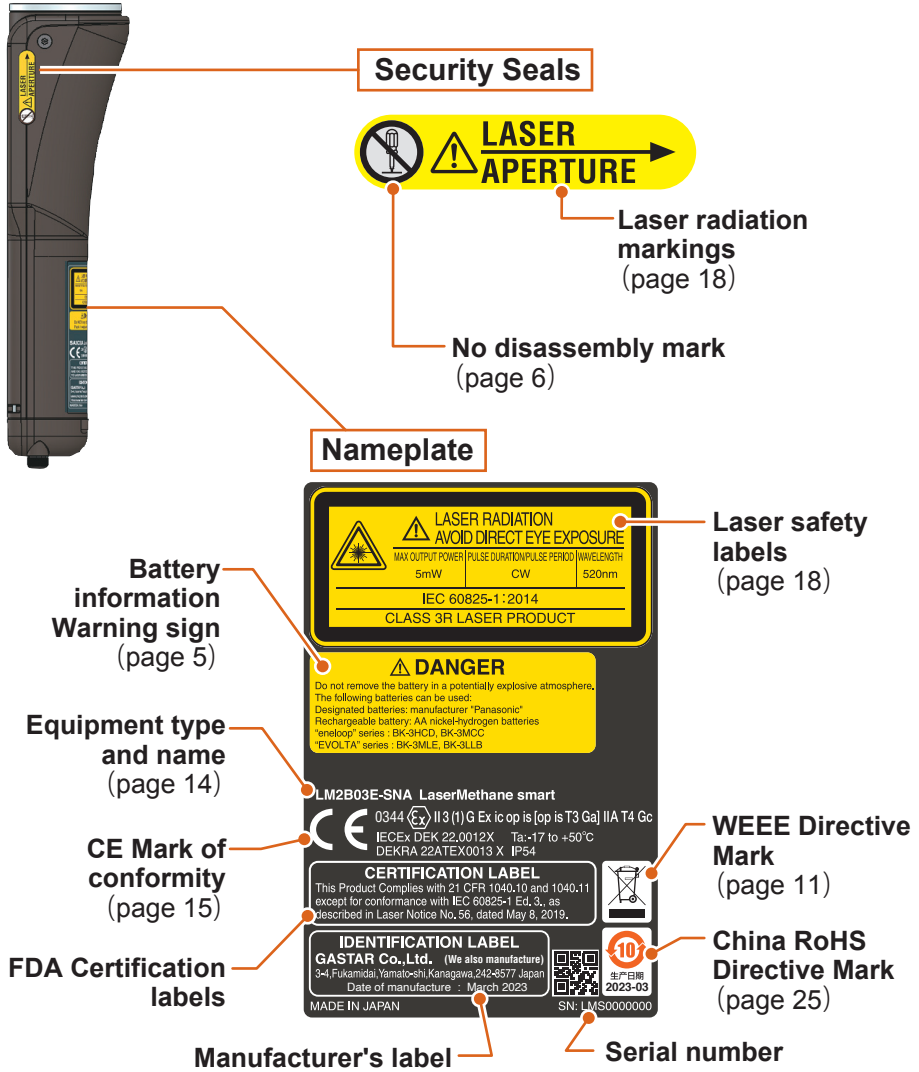 LASER
APERTURE
Security Seals
LASER
APERTURE
Laser radiation
markings
(page 18)
No disassembly mark
(page 6)
Nameplate
LASER RADIATION
AVOID DIRECT EYE EXPOSURE
MAX OUTPUT POWER PULSE DURATION/PULSE PERIOD WAVELENGTH
5mW CW 520nm
IEC 60825-1:2014
CLASS 3R LASER PRODUCT
Laser safety
labels
(page 18)
Battery
information
Warning sign
(page 5)
DANGER
Do not remove the battery in a potentially explosive atmosphere.
The following batteries can be used:
Designated batteries: manufacturer "Panasonic"
Rechargeable battery: AA nickel-hydrogen batteries
"eneloop" series : BK-3HCD, BK-3MCC
"EVOLTA" series : BK-3MLE, BK-3LLB
Equipment type
and name
(page 14)
LM2B03E-SNA LaserMethane smart
CE 0344 Ex II 3 (1) G Ex ic op is [op is T3 Ga] IIA T4 Gc
IECEx DEK 22.0012X Ta:-17 to +50℃
DEKRA 22ATEX0013 X IP54
CE Mark of
conformity
(page 15)
WEEE Directive
Mark
(page 11)
CERTIFICATION LABEL
This Product Complies with 21 CFR 1040.10 and 1040.11
except for conformance with IEC 60825-1 Ed. 3., as
described in Laser Notice No. 56, dated May 8, 2019.
FDA Certification
labels
IDENTIFICATION LABEL
GASTAR Co.,Ltd. (We also manufacture)
3-4,Fukamidai,Yamato-shi,Kanagawa,242-8577 Japan
Date of manufacture : March 2023
10
生产日期
2023-03
China RoHS
Directive Mark
(page 25)
MADE IN JAPAN SN: LMS0000000
Manufacturer's label
Serial number